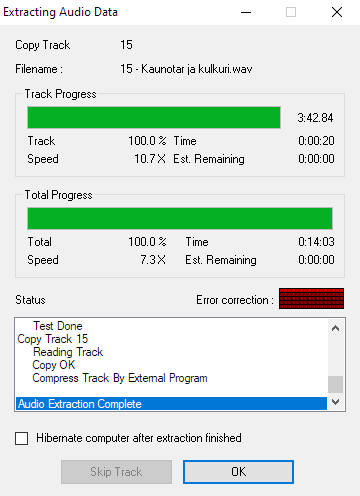 Extracting Audio Data
Copy Track 15
Filename : 15 - Kaunotar ja kulkuri.wav
Track Progress
3:42.84
Track 100.0 % Time 0:00:20
Speed 10.7 X Est. Remaining 0:00:00
Total Progress
Total 100.0 % Time 0:14:03
Speed 7.3 X Est. Remaining 0:00:00
Status Error correction :
Test Done
Copy Track 15
Reading Track
Copy OK
Compress Track By External Program
Audio Extraction Complete
Hibernate computer after extraction finished
Skip Track OK